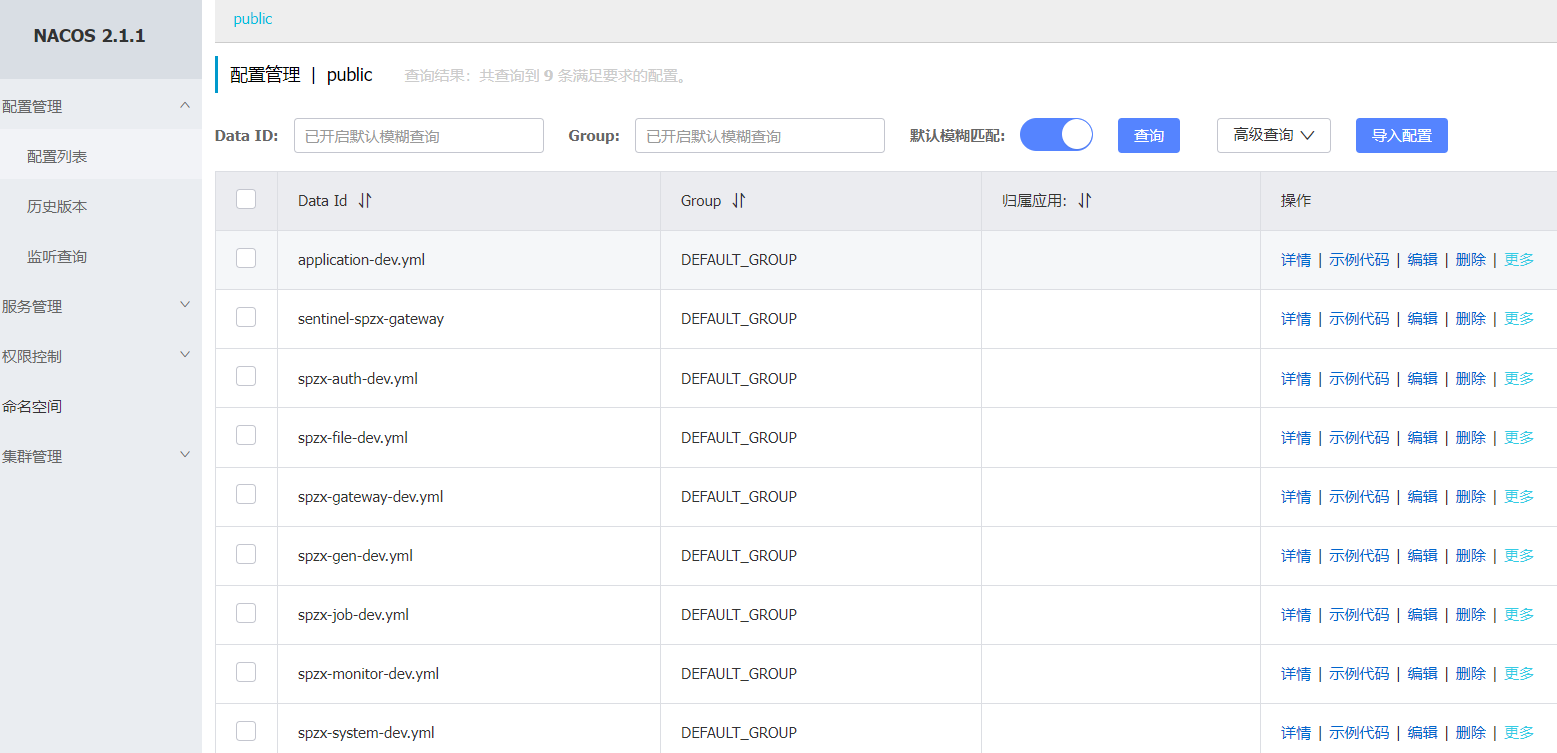 NACOS 2.1.1
配置管理
配置列表
历史版本
监听查询
服务管理
权限控制
命名空间
集群管理
public
配置管理 | public 查询结果：共查询到 9 条满足要求的配置。
Data ID: 已开启默认模糊查询 Group: 已开启默认模糊查询 默认模糊匹配: 查询 高级查询 导入配置
Data Id Group 归属应用: 操作
application-dev.yml DEFAULT_GROUP 详情 | 示例代码 | 编辑 | 删除 | 更多
sentinel-spzx-gateway DEFAULT_GROUP 详情 | 示例代码 | 编辑 | 删除 | 更多
spzx-auth-dev.yml DEFAULT_GROUP 详情 | 示例代码 | 编辑 | 删除 | 更多
spzx-file-dev.yml DEFAULT_GROUP 详情 | 示例代码 | 编辑 | 删除 | 更多
spzx-gateway-dev.yml DEFAULT_GROUP 详情 | 示例代码 | 编辑 | 删除 | 更多
spzx-gen-dev.yml DEFAULT_GROUP 详情 | 示例代码 | 编辑 | 删除 | 更多
spzx-job-dev.yml DEFAULT_GROUP 详情 | 示例代码 | 编辑 | 删除 | 更多
spzx-monitor-dev.yml DEFAULT_GROUP 详情 | 示例代码 | 编辑 | 删除 | 更多
spzx-system-dev.yml DEFAULT_GROUP 详情 | 示例代码 | 编辑 | 删除 | 更多